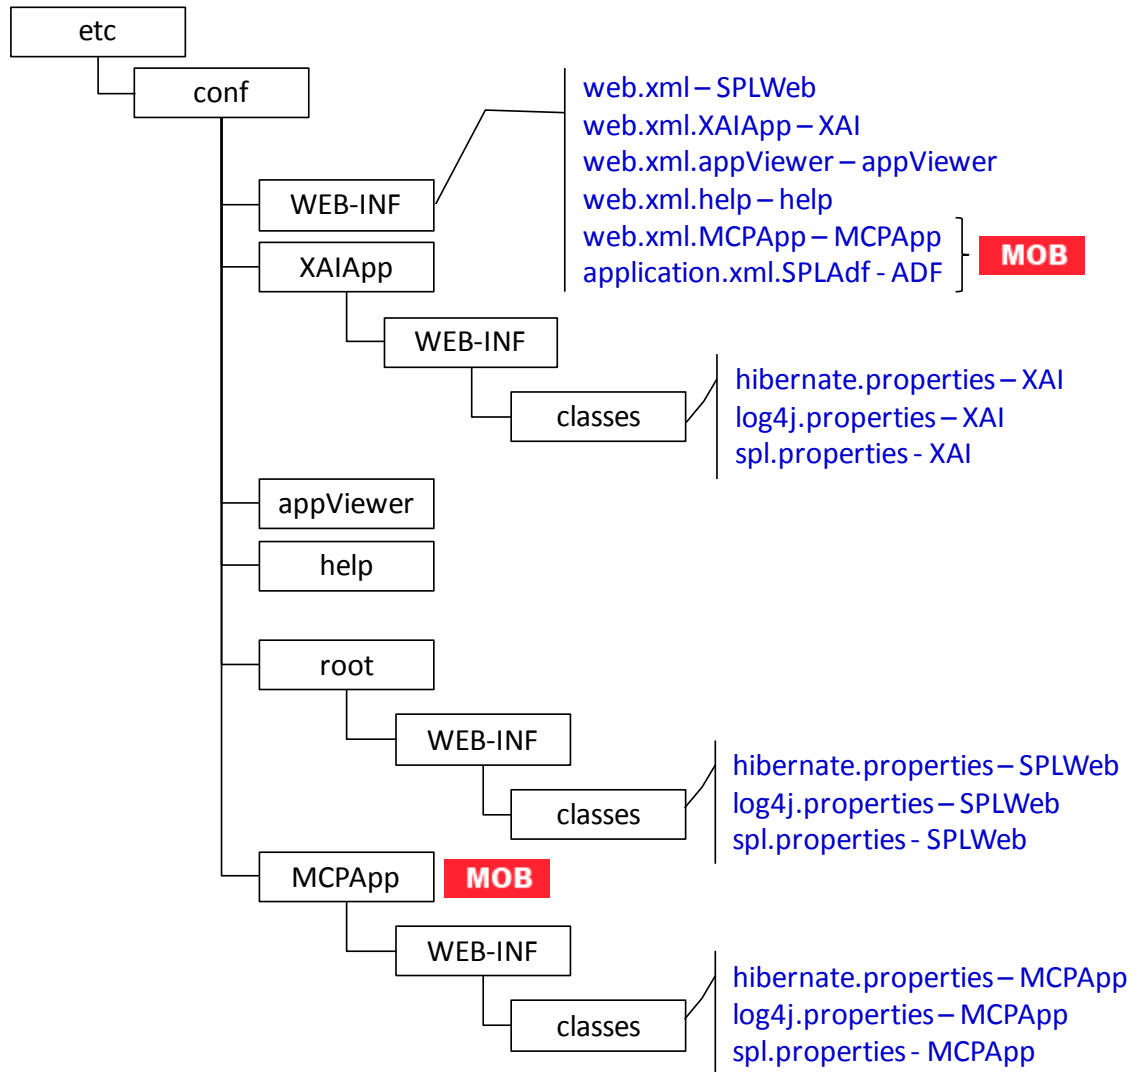 etc
conf
WEB-INF
web.xml – SPLWeb
web.xml.XAIApp – XAI
web.xml.appViewer – appViewer
web.xml.help – help
web.xml.MCPApp – MCPApp
application.xml.SPLAdf - ADF
MOB
XAIApp
WEB-INF
classes
hibernate.properties – XAI
log4j.properties – XAI
spl.properties - XAI
appViewer
help
root
WEB-INF
classes
hibernate.properties – SPLWeb
log4j.properties – SPLWeb
spl.properties - SPLWeb
MCPApp
MOB
WEB-INF
classes
hibernate.properties – MCPApp
log4j.properties – MCPApp
spl.properties - MCPApp